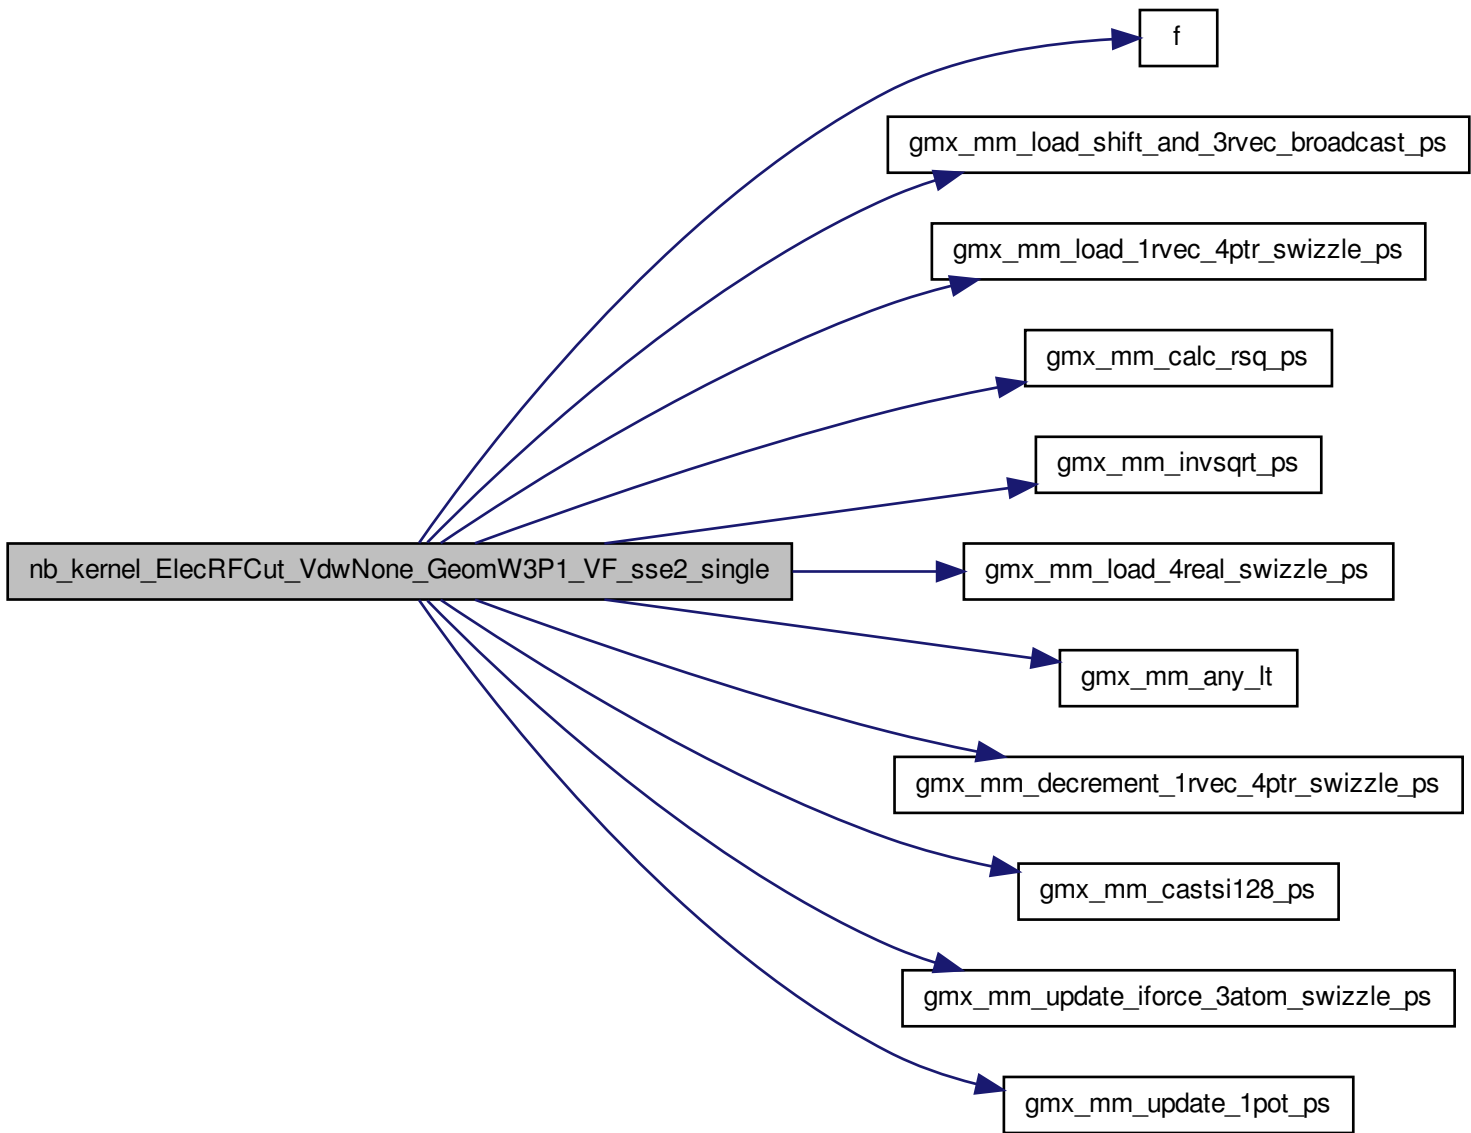 f
gmx_mm_load_shift_and_3rvec_broadcast_ps
gmx_mm_load_1rvec_4ptr_swizzle_ps
gmx_mm_calc_rsq_ps
gmx_mm_invsqrt_ps
nb_kernel_ElecRFCut_VdwNone_GeomW3P1_VF_sse2_single
gmx_mm_load_4real_swizzle_ps
gmx_mm_any_lt
gmx_mm_decrement_1rvec_4ptr_swizzle_ps
gmx_mm_castsi128_ps
gmx_mm_update_iforce_3atom_swizzle_ps
gmx_mm_update_1pot_ps